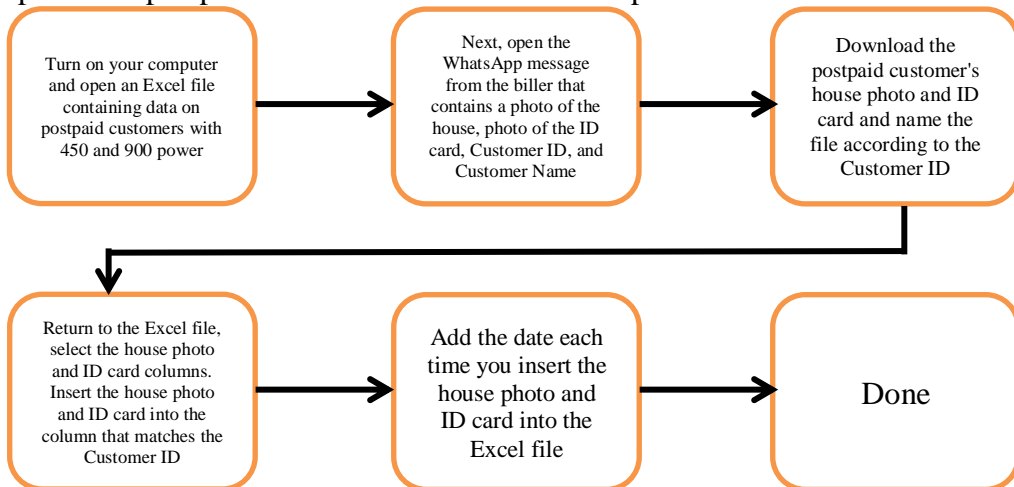 Turn on your computer
and open an Excel file
containing data on
postpaid customers with
450 and 900 power
Next, open the
WhatsApp message
from the biller that
contains a photo of the
house, photo of the ID
card, Customer ID, and
Customer Name
Download the
postpaid customer's
house photo and ID
card and name the
file according to the
Customer ID
Return to the Excel file,
select the house photo
and ID card columns.
Insert the house photo
and ID card into the
column that matches the
Customer ID
Add the date each
time you insert the
house photo and
ID card into the
Excel file
Done